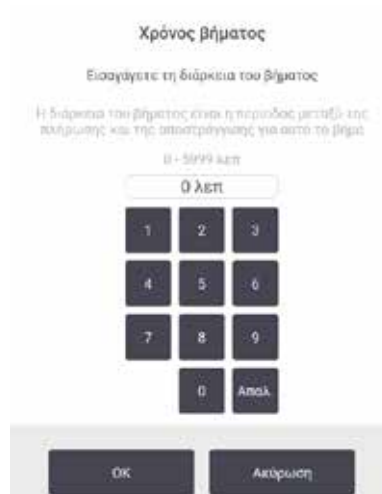 Χρόνος βήματος
Εισαγάγετε τη διάρκεια του βήματος
Η διάρκεια του βήματος είναι η περίοδος μεταξύ της
πλήρωσης και της αποστράγγισης για αυτό το βήμα
0 - 5999 λεπ
0 λεπ
1 2 3
4 5 6
7 8 9
0 Απαλ.
OK Ακύρωση